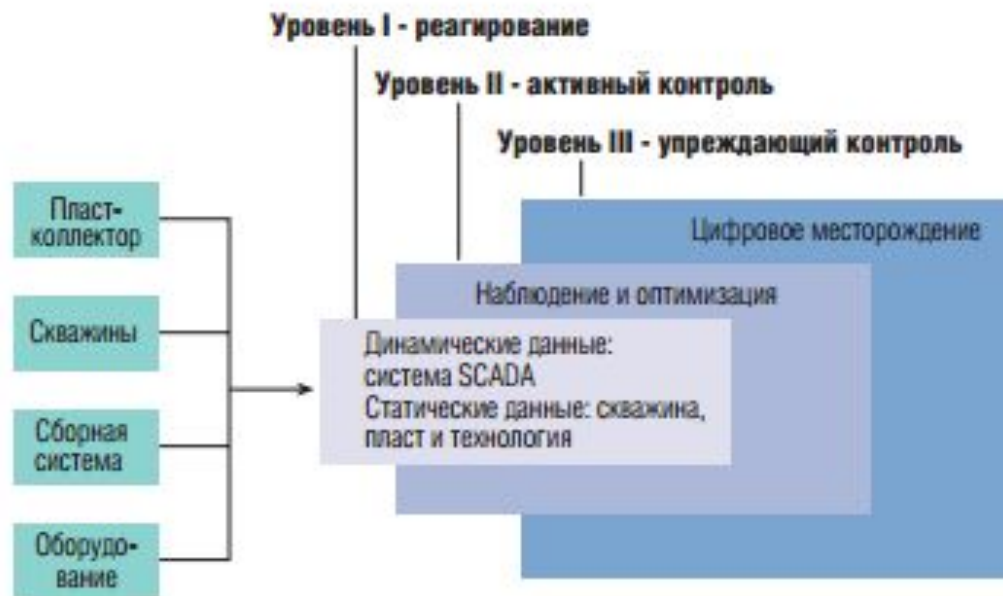 Уровень I - реагирование
Уровень II - активный контроль
Уровень III - упреждающий контроль
Пласт-
коллектор
Скважины
Сборная
система
Оборудо-
вание
Цифровое месторождение
Наблюдение и оптимизация
Динамические данные:
система SCADA
Статические данные: скважина,
пласт и технология